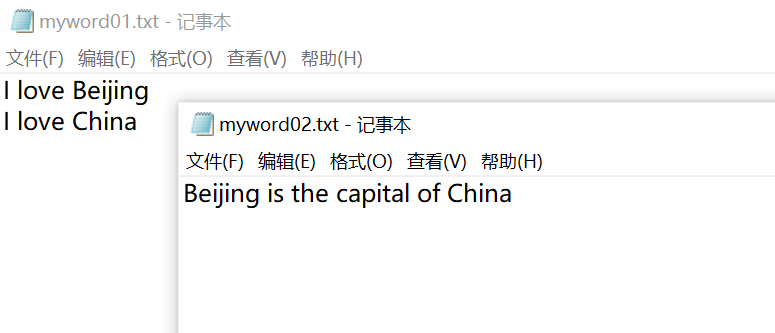 myword01.txt - 记事本
文件(F) 编辑(E) 格式(O) 查看(V) 帮助(H)
I love Beijing
I love China
myword02.txt - 记事本
文件(F) 编辑(E) 格式(O) 查看(V) 帮助(H)
Beijing is the capital of China